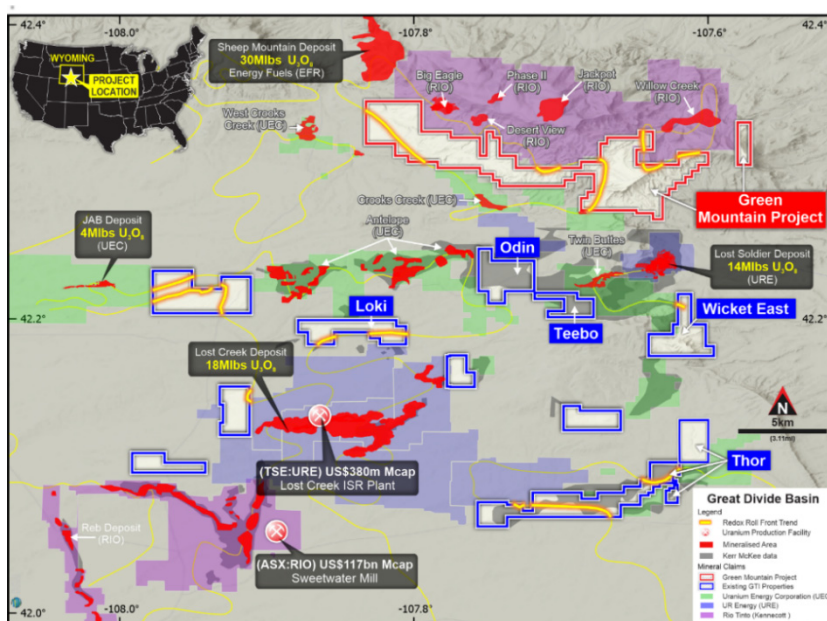 42.4
-108.0
-107.8
-107.6
42.4
WYOMING
PROJECT
LOCATION
Sheep Mountain Deposit
30Mlbs U₃O₈
Energy Fuels (EFR)
Big Eagle
(RIO)
Phase II
(RIO)
Jackpot
(RIO)
Willow Creek
(RIO)
Desert View
(RIO)
West Crooks
Creek (UEC)
Crooks Creek (UEC)
Green
Mountain Project
JAB Deposit
4Mlbs U₃O₈
(UEC)
Antelope
(UEC)
Odin
Twin Buttes
(UEC)
Lost Soldier Deposit
14Mlbs U₃O₈
(URE)
42.2
Loki
Teebo
Wicket East
42.2
Lost Creek Deposit
18Mlbs U₃O₈
N
5km
(3.11mi)
(TSE:URE) US$380m Mcap
Lost Creek ISR Plant
Thor
Reb Deposit
(RIO)
(ASX:RIO) US$117bn Mcap
Sweetwater Mill
Great Divide Basin
Legend
Redox Roll Front Trend
Uranium Production Facility
Mineralised Area
Kerr McKee data
Mineral Claims
Green Mountain Project
Existing GTI Properties
Uranium Energy Corporation (UEC
UR Energy (URE)
Rio Tinto (Kennecott )
42.0
-108.0
-107.8